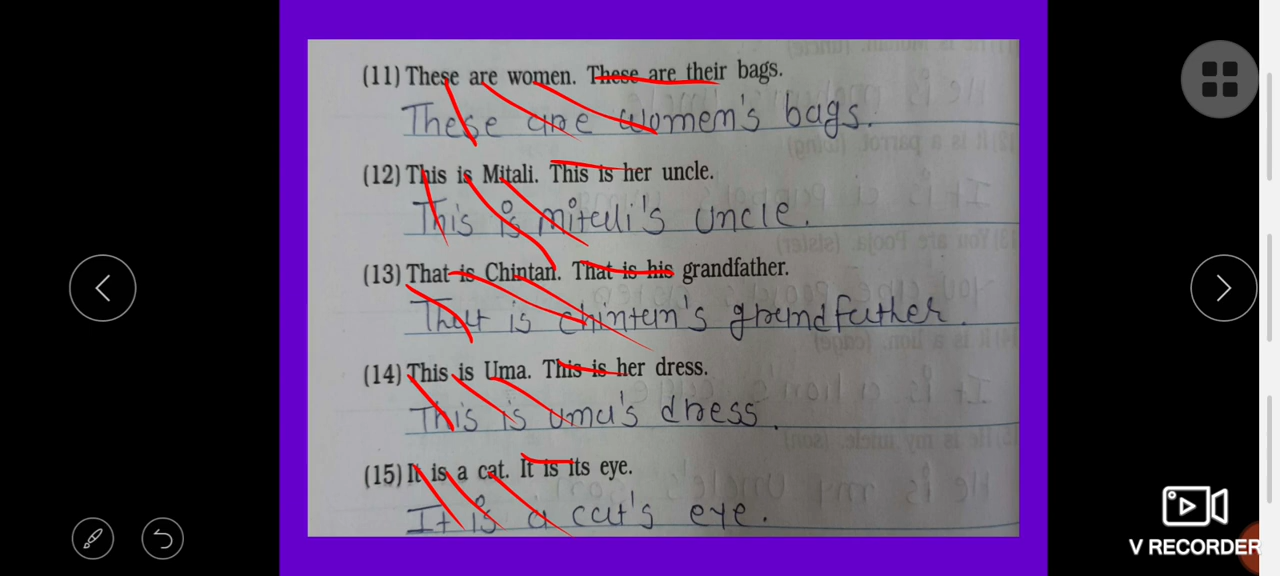 (11) These are women. These are their bags.
These are women's bags.
(12) This is Mitali. This is her uncle.
This is mitali's uncle.
(13) That is Chintan. That is his grandfather.
That is chintan's grandfather.
(14) This is Uma. This is her dress.
This is uma's dress.
(15) It is a cat. It is its eye.
It is a cat's eye.
V RECORDER